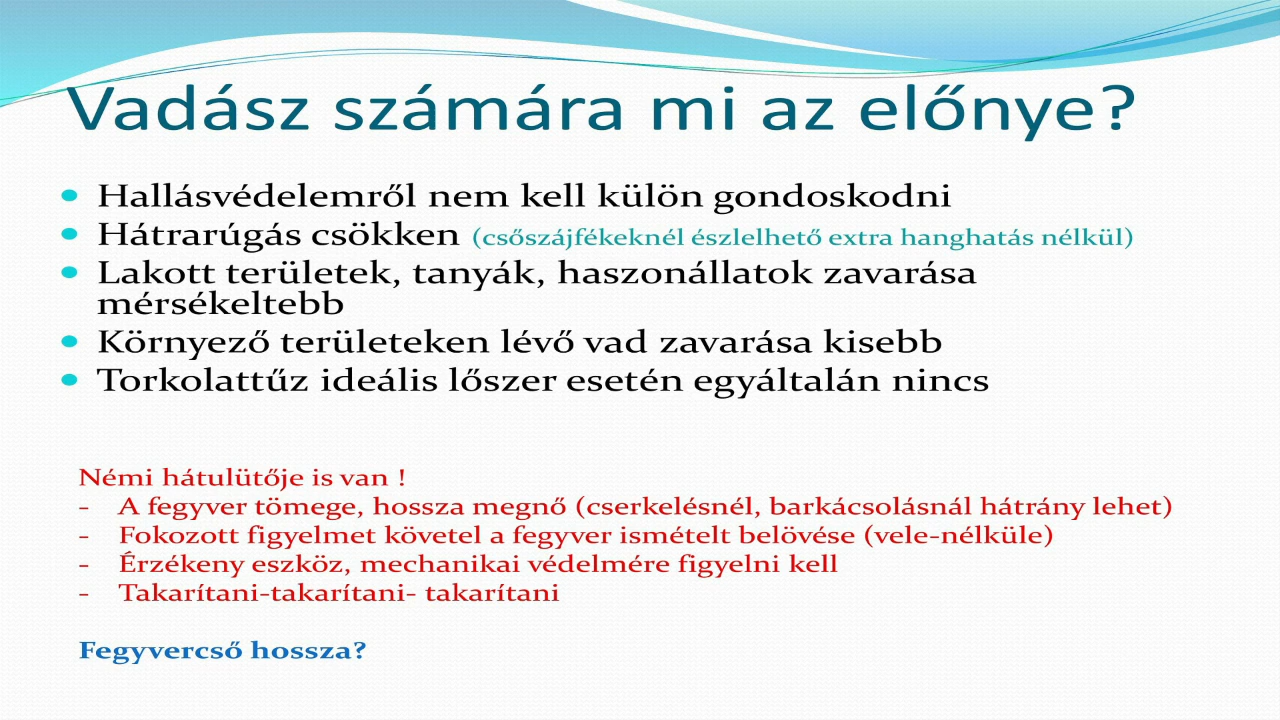 Vadász számára mi az előnye?
• Hallásvédelemről nem kell külön gondoskodni
• Hátrarúgás csökken (csőszájfékeknél észlelhető extra hanghatás nélkül)
• Lakott területek, tanyák, haszonállatok zavarása
mérsékeltebb
• Környező területeken lévő vad zavarása kisebb
• Torkolattűz ideális lőszer esetén egyáltalán nincs
Némi hátulütője is van !
- A fegyver tömege, hossza megnő (cserkelésnél, barkácsolásnál hátrány lehet)
- Fokozott figyelmet követel a fegyver ismételt belövése (vele-nélküle)
- Érzékeny eszköz, mechanikai védelmére figyelni kell
- Takarítani-takarítani- takarítani
Fegyvercső hossza?